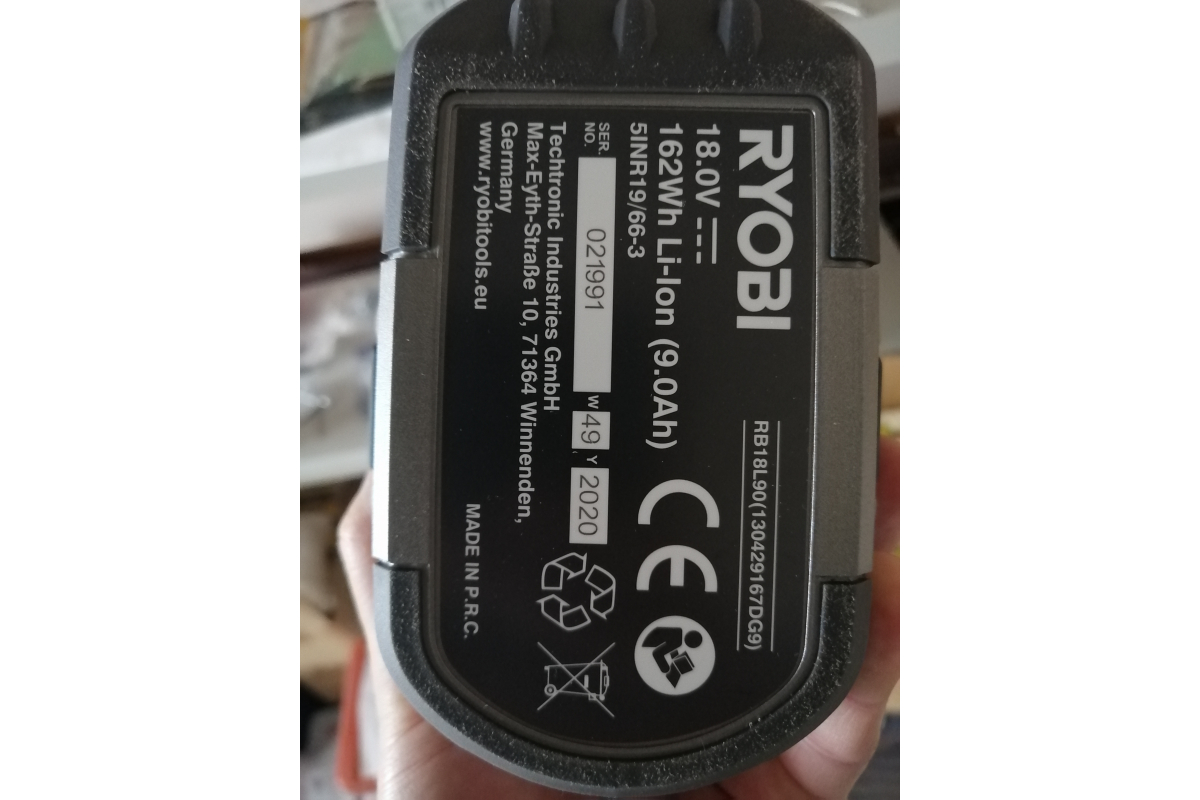 RYOBI
RB18L90(130429167DG9)
18.0V
162Wh Li-Ion (9.0Ah)
5INR19/66-3
CE
SER. NO. 021991 W 49 Y 2020
Techtronic Industries GmbH
Max-Eyth-Straße 10, 71364 Winnenden,
Germany
www.ryobitools.eu
MADE IN P.R.C.